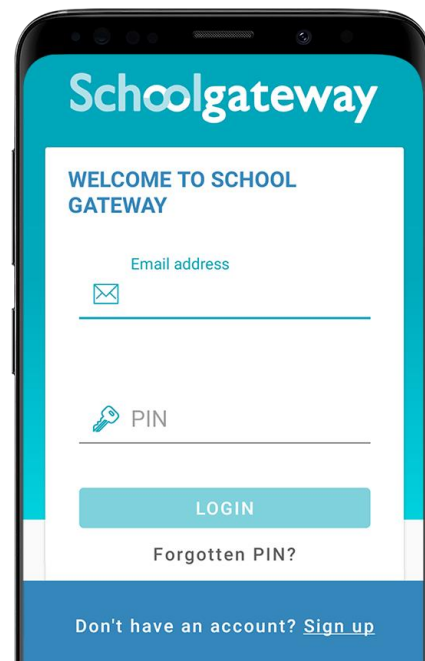 Schoolgateway
WELCOME TO SCHOOL
GATEWAY
Email address
PIN
LOGIN
Forgotten PIN?
Don't have an account? Sign up